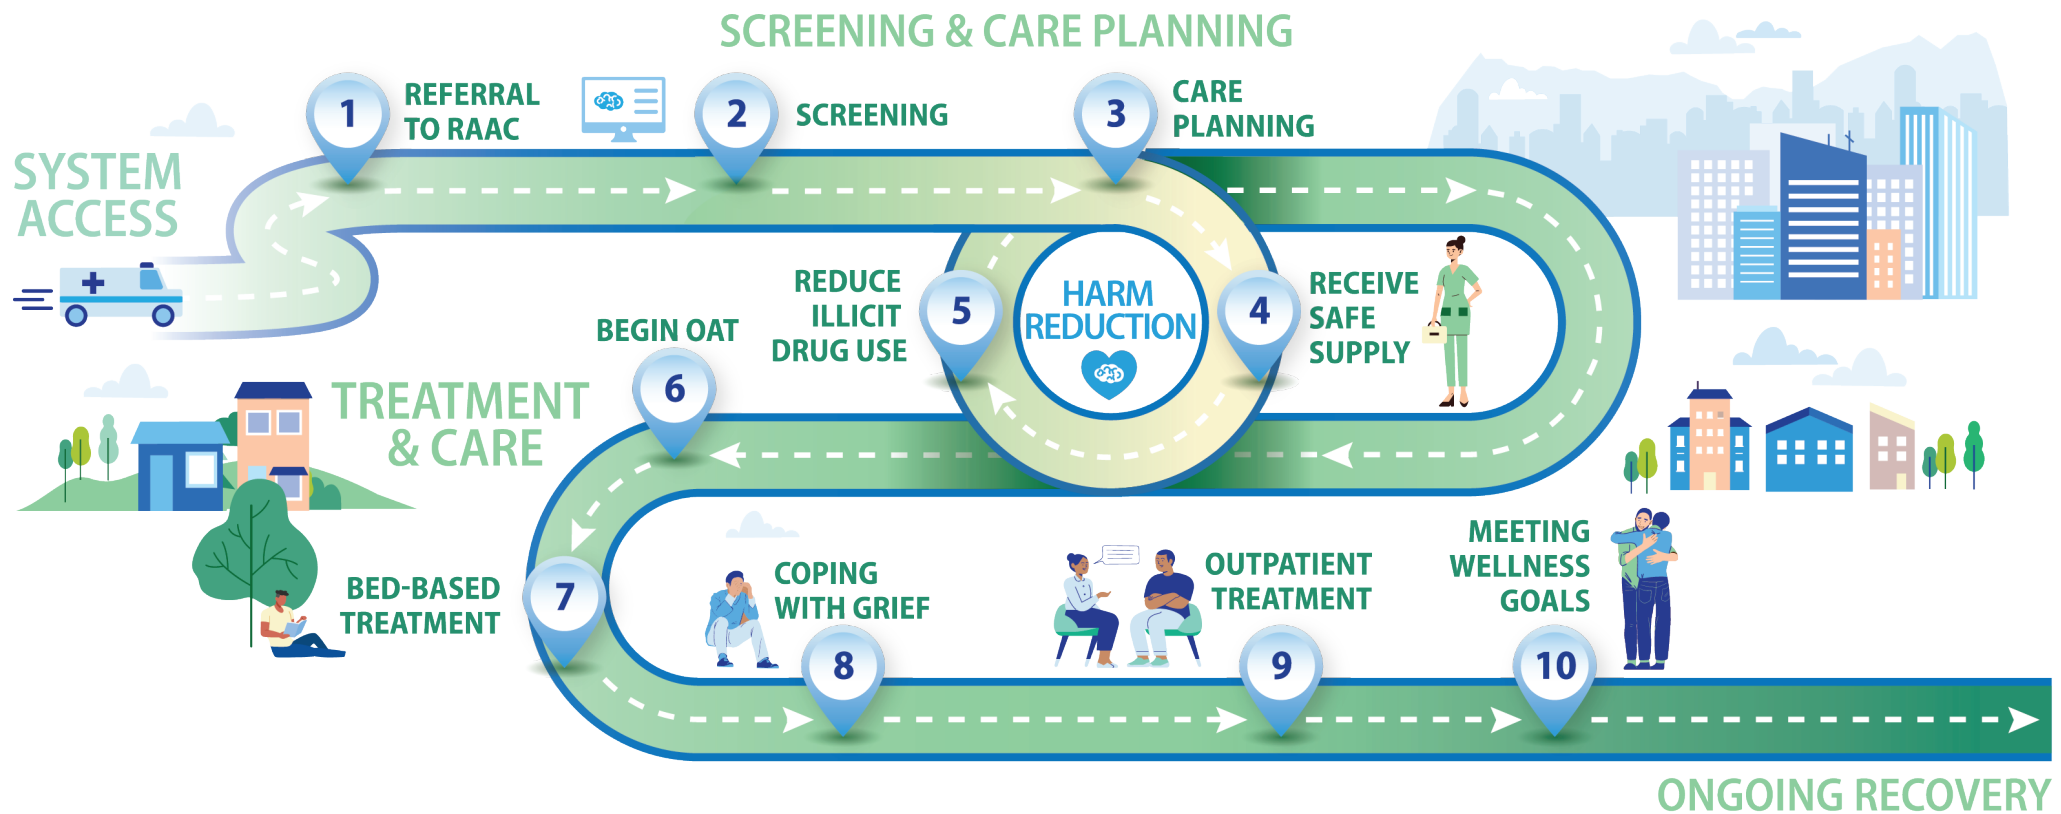 SCREENING & CARE PLANNING
SYSTEM
ACCESS
1
REFERRAL
TO RAAC
2
SCREENING
3
CARE
PLANNING
HARM
REDUCTION
4
RECEIVE
SAFE
SUPPLY
5
REDUCE
ILLICIT
DRUG USE
TREATMENT
& CARE
6
BEGIN OAT
7
BED-BASED
TREATMENT
8
COPING
WITH GRIEF
9
OUTPATIENT
TREATMENT
10
MEETING
WELLNESS
GOALS
ONGOING RECOVERY